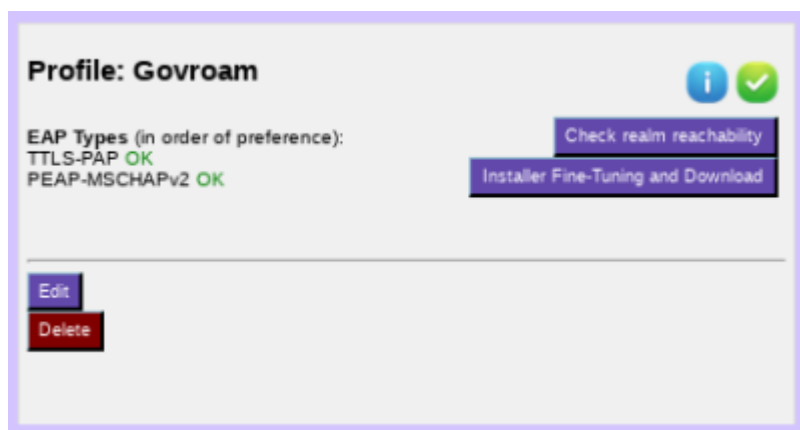 Profile: Govroam
EAP Types (in order of preference):
TTLS-PAP OK
PEAP-MSCHAPv2 OK
Check realm reachability
Installer Fine-Tuning and Download
Edit
Delete